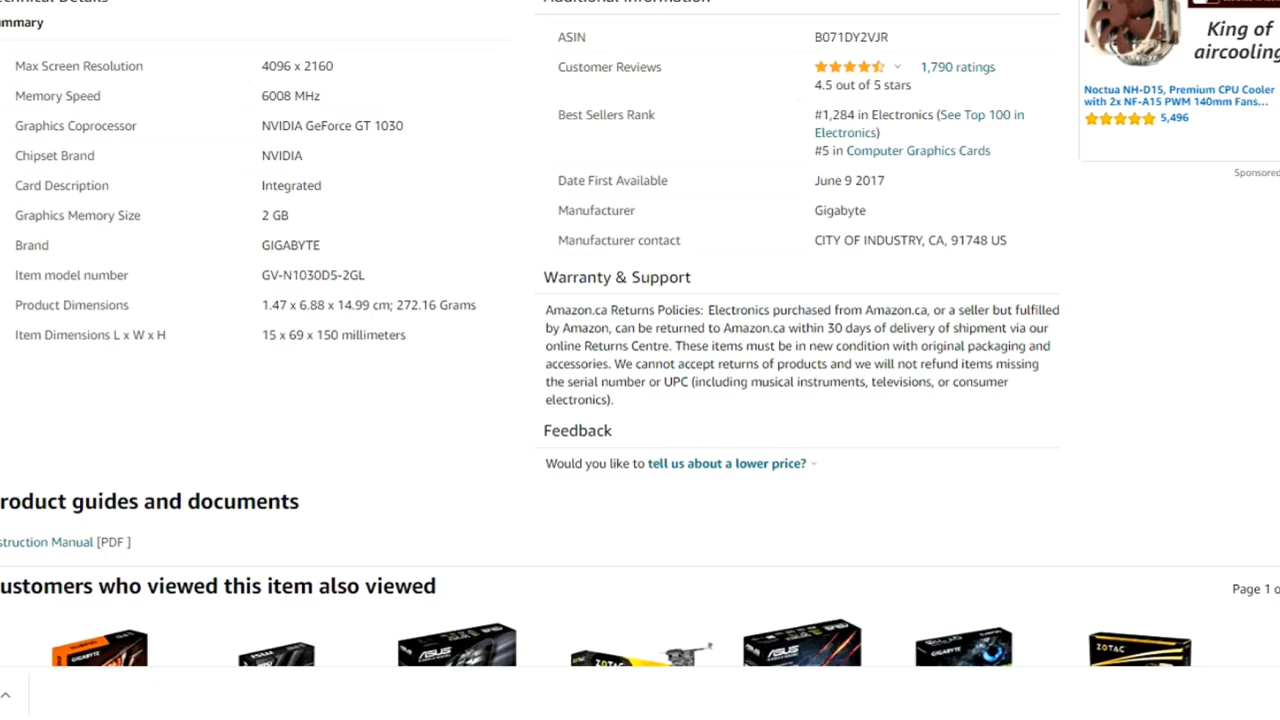 ummary
Max Screen Resolution 4096 x 2160
Memory Speed 6008 MHz
Graphics Coprocessor NVIDIA GeForce GT 1030
Chipset Brand NVIDIA
Card Description Integrated
Graphics Memory Size 2 GB
Brand GIGABYTE
Item model number GV-N1030D5-2GL
Product Dimensions 1.47 x 6.88 x 14.99 cm; 272.16 Grams
Item Dimensions L x W x H 15 x 69 x 150 millimeters
ASIN B071DY2VJR
Customer Reviews 1,790 ratings
4.5 out of 5 stars
Best Sellers Rank #1,284 in Electronics (See Top 100 in
Electronics)
#5 in Computer Graphics Cards
Date First Available June 9 2017
Manufacturer Gigabyte
Manufacturer contact CITY OF INDUSTRY, CA, 91748 US
Warranty & Support
Amazon.ca Returns Policies: Electronics purchased from Amazon.ca, or a seller but fulfilled
by Amazon, can be returned to Amazon.ca within 30 days of delivery of shipment via our
online Returns Centre. These items must be in new condition with original packaging and
accessories. We cannot accept returns of products and we will not refund items missing
the serial number or UPC (including musical instruments, televisions, or consumer
electronics).
Feedback
Would you like to tell us about a lower price?
King of
aircooling
Noctua NH-D15, Premium CPU Cooler
with 2x NF-A15 PWM 140mm Fans...
5,496
Sponsored
roduct guides and documents
struction Manual [PDF ]
ustomers who viewed this item also viewed
Page 1 o
GIGABYTE
ASUS
ZOTAC
ASUS
GIGABYTE
ZOTAC